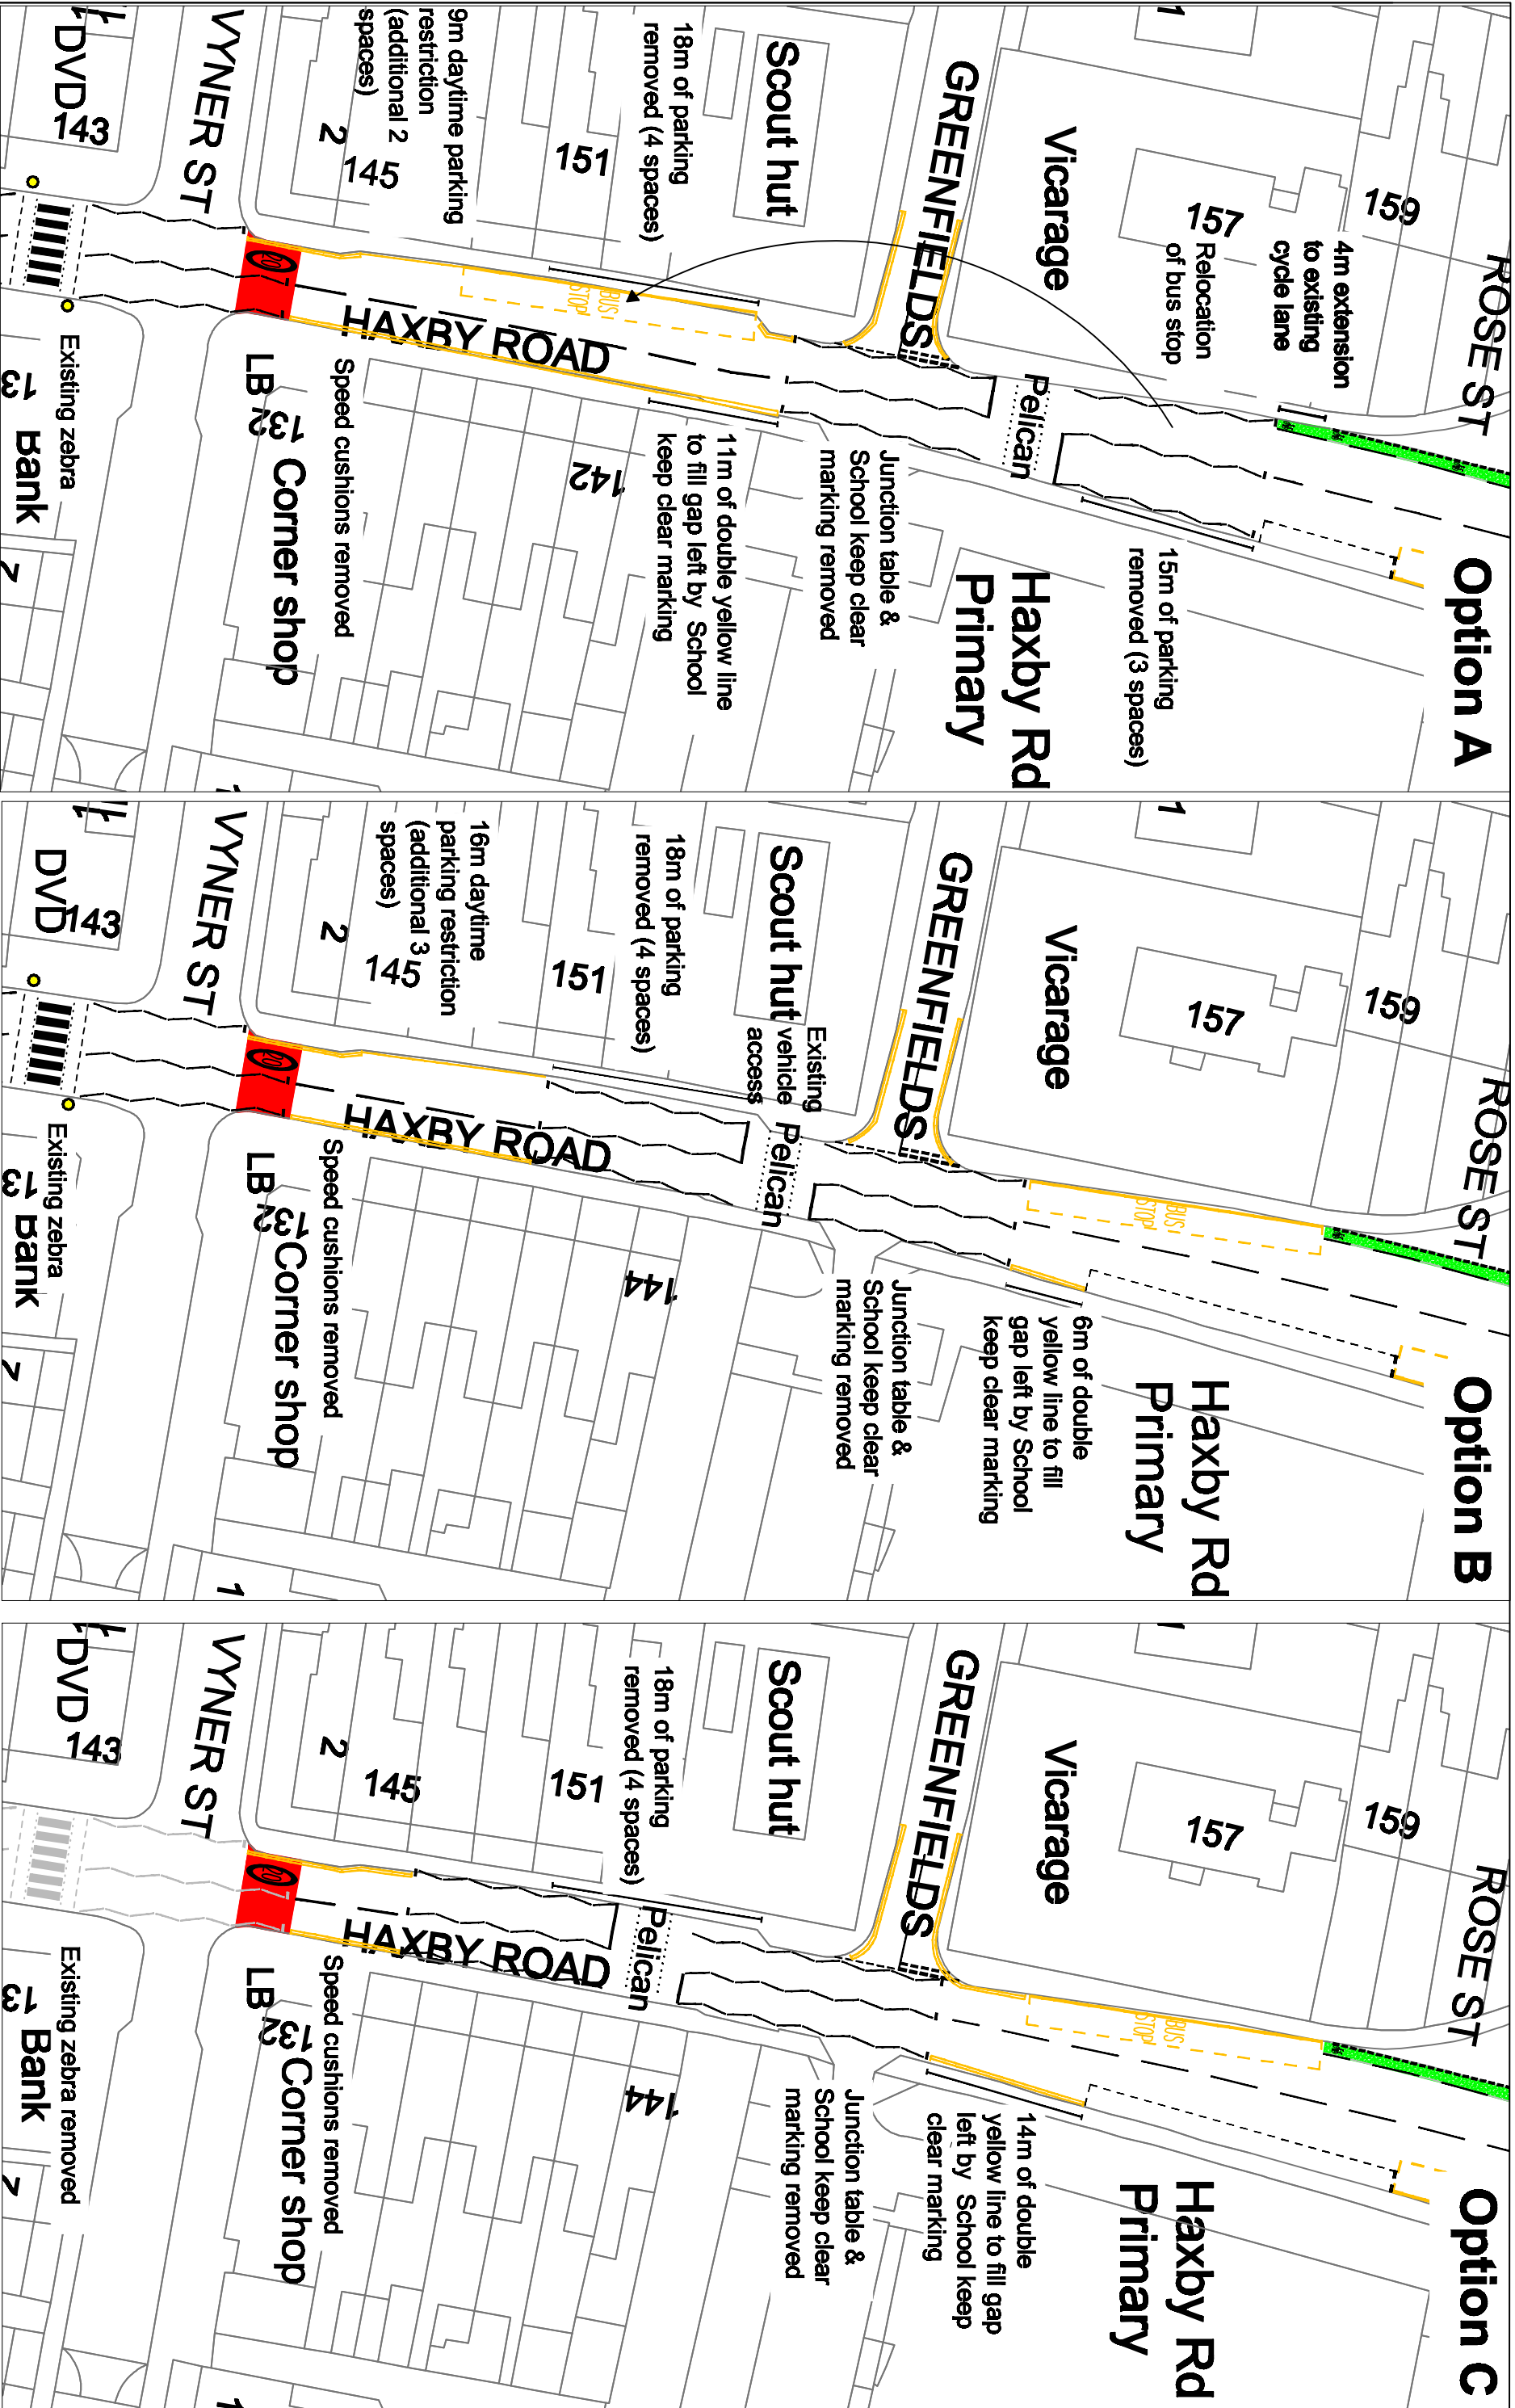 Option A
ROSE ST
159
4m extension
to existing
cycle lane
157
Relocation
of bus stop
Vicarage
15m of parking
removed (3 spaces)
GREENFIELDS
Pelican
Haxby Rd
Primary
Junction table &
School keep clear
marking removed
Scout hut
18m of parking
removed (4 spaces)
BUS
STOP
11m of double yellow line
to fill gap left by School
keep clear marking
151
142
9m daytime parking
restriction
(additional 2
spaces)
145
2
HAXBY ROAD
Speed cushions removed
20
LB
132
Corner shop
VYNER ST
DVD
143
Existing zebra
13
Bank
2
Option B
ROSE ST
159
157
Vicarage
BUS
STOP
Haxby Rd
Primary
6m of double
yellow line to fill
gap left by School
keep clear marking
GREENFIELDS
Junction table &
School keep clear
marking removed
Scout hut
Existing
vehicle
access
Pelican
18m of parking
removed (4 spaces)
151
144
16m daytime
parking restriction
(additional 3
spaces)
145
2
HAXBY ROAD
Speed cushions removed
20
LB
132
Corner shop
VYNER ST
1
DVD
143
Existing zebra
13
Bank
2
Option C
ROSE ST
159
157
Vicarage
BUS
STOP
Haxby Rd
Primary
14m of double
yellow line to fill gap
left by School keep
clear marking
GREENFIELDS
Junction table &
School keep clear
marking removed
Scout hut
18m of parking
removed (4 spaces)
Pelican
151
144
145
2
HAXBY ROAD
Speed cushions removed
20
LB
132
Corner shop
VYNER ST
DVD
143
Existing zebra removed
13
Bank
2